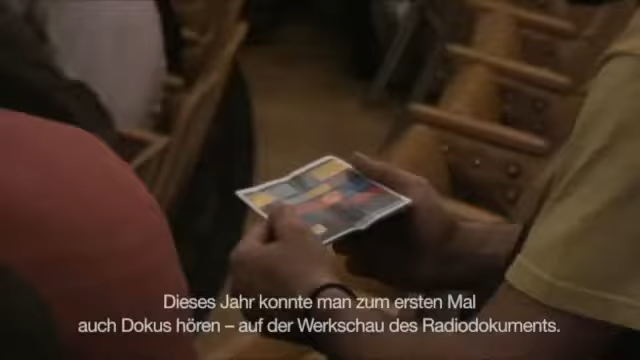 Dieses Jahr konnte man zum ersten Mal
auch Dokus hören – auf der Werkschau des Radiodokuments.